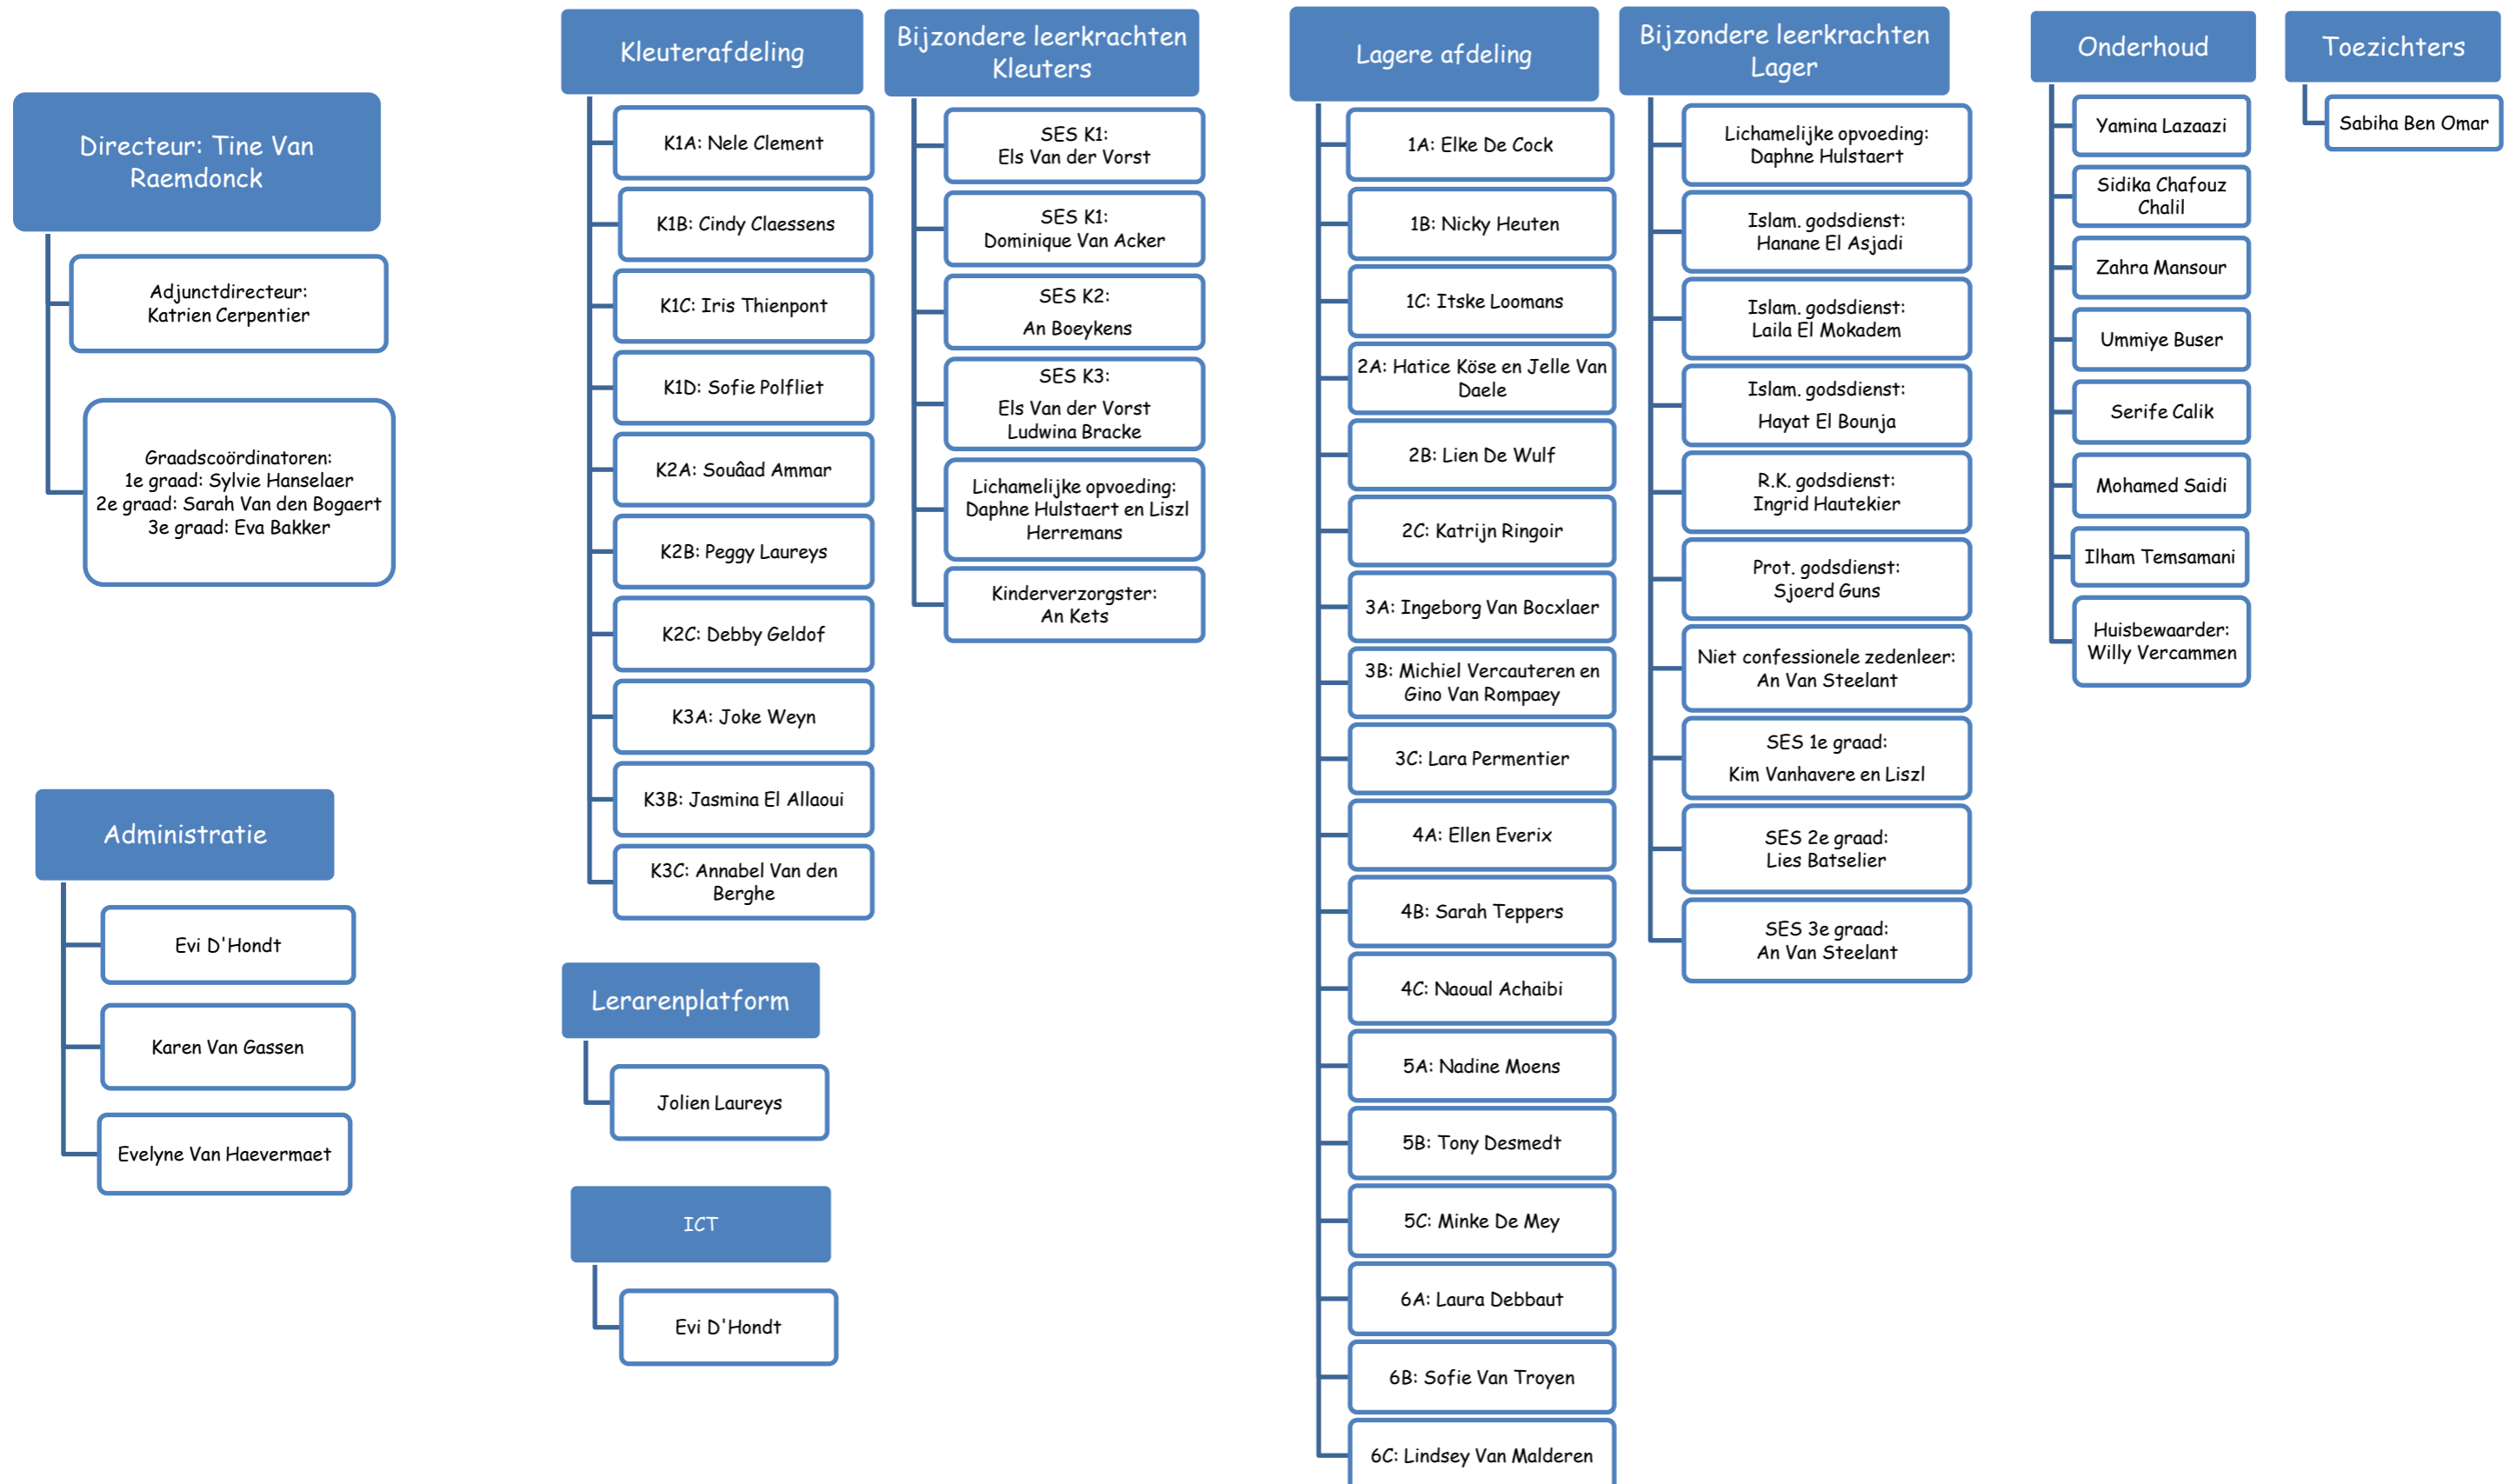 Directeur: Tine Van
Raemdonck
Adjunctdirecteur:
Katrien Cerpentier
Graadscoördinatoren:
1e graad: Sylvie Hanselaer
2e graad: Sarah Van den Bogaert
3e graad: Eva Bakker
Administratie
Evi D'Hondt
Karen Van Gassen
Evelyne Van Haevermaet
Kleuterafdeling
K1A: Nele Clement
K1B: Cindy Claessens
K1C: Iris Thienpont
K1D: Sofie Polfliet
K2A: Souâad Ammar
K2B: Peggy Laureys
K2C: Debby Geldof
K3A: Joke Weyn
K3B: Jasmina El Allaoui
K3C: Annabel Van den
Berghe
Lerarenplatform
Jolien Laureys
ICT
Evi D'Hondt
Bijzondere leerkrachten
Kleuters
SES K1:
Els Van der Vorst
SES K1:
Dominique Van Acker
SES K2:
An Boeykens
SES K3:
Els Van der Vorst
Ludwina Bracke
Lichamelijke opvoeding:
Daphne Hulstaert en Liszl
Herremans
Kinderverzorgster:
An Kets
Lagere afdeling
1A: Elke De Cock
1B: Nicky Heuten
1C: Itske Loomans
2A: Hatice Köse en Jelle Van
Daele
2B: Lien De Wulf
2C: Katrijn Ringoir
3A: Ingeborg Van Bocxlaer
3B: Michiel Vercauteren en
Gino Van Rompaey
3C: Lara Permentier
4A: Ellen Everix
4B: Sarah Teppers
4C: Naoual Achaibi
5A: Nadine Moens
5B: Tony Desmedt
5C: Minke De Mey
6A: Laura Debbaut
6B: Sofie Van Troyen
6C: Lindsey Van Malderen
Bijzondere leerkrachten
Lager
Lichamelijke opvoeding:
Daphne Hulstaert
Islam. godsdienst:
Hanane El Asjadi
Islam. godsdienst:
Laila El Mokadem
Islam. godsdienst:
Hayat El Bounja
R.K. godsdienst:
Ingrid Hautekier
Prot. godsdienst:
Sjoerd Guns
Niet confessionele zedenleer:
An Van Steelant
SES 1e graad:
Kim Vanhavere en Liszl
SES 2e graad:
Lies Batselier
SES 3e graad:
An Van Steelant
Onderhoud
Yamina Lazaazi
Sidika Chafouz
Chalil
Zahra Mansour
Ummiye Buser
Serife Calik
Mohamed Saidi
Ilham Temsamani
Huisbewaarder:
Willy Vercammen
Toezichters
Sabiha Ben Omar